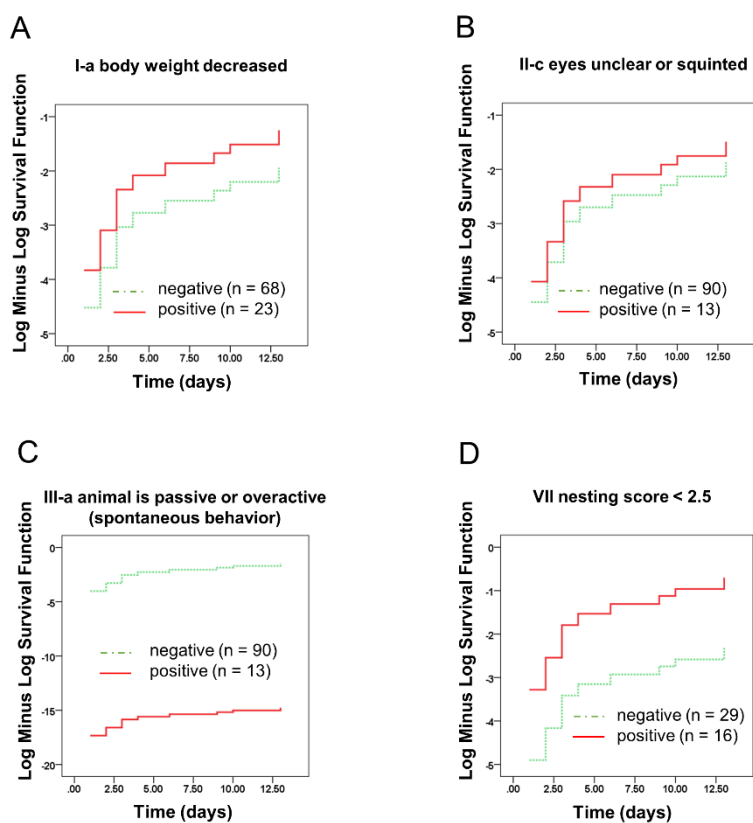 A
I-a body weight decreased
Log Minus Log Survival Function
-1
-2
-3
-4
-5
negative (n = 68)
positive (n = 23)
.00 2.50 5.00 7.50 10.00 12.50
Time (days)
B
II-c eyes unclear or squinted
Log Minus Log Survival Function
-1
-2
-3
-4
-5
negative (n = 90)
positive (n = 13)
.00 2.50 5.00 7.50 10.00 12.50
Time (days)
C
III-a animal is passive or overactive
(spontaneous behavior)
Log Minus Log Survival Function
0
-5
-10
-15
-20
negative (n = 90)
positive (n = 13)
.00 2.50 5.00 7.50 10.00 12.50
Time (days)
D
VII nesting score < 2.5
Log Minus Log Survival Function
0
-1
-2
-3
-4
-5
negative (n = 29)
positive (n = 16)
.00 2.50 5.00 7.50 10.00 12.50
Time (days)